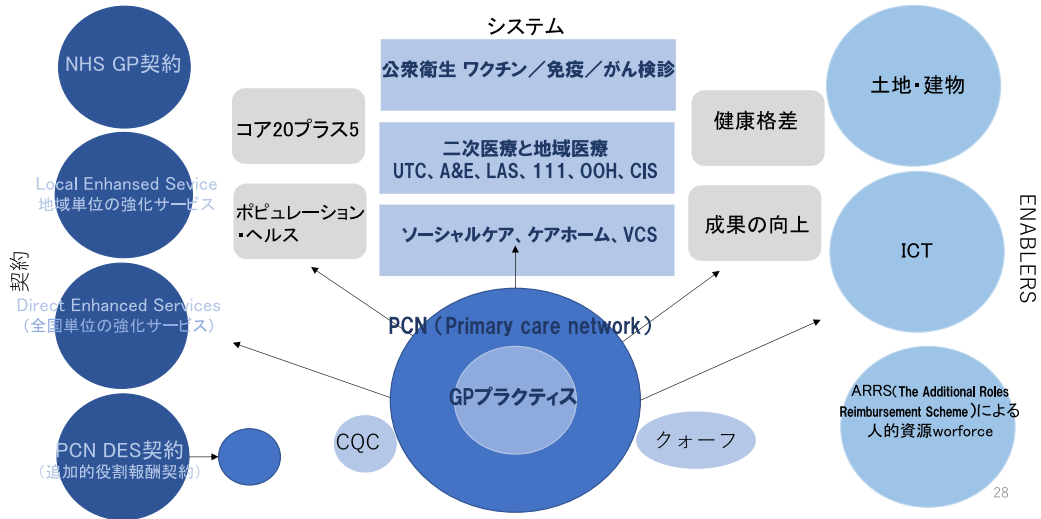 システム
NHS GP契約
公衆衛生 ワクチン／免疫／がん検診
土地・建物
コア20プラス5
健康格差
二次医療と地域医療
UTC、A&E、LAS、111、OOH、CIS
Local Enhansed Sevice
地域単位の強化サービス
ポピュレーション
・ヘルス
ソーシャルケア、ケアホーム、VCS
成果の向上
ICT
ENABLERS
契約
Direct Enhanced Services
（全国単位の強化サービス）
PCN（Primary care network）
GPプラクティス
ARRS(The Additional Roles
Reimbursement Scheme)による
人的資源worforce
CQC
クォーフ
PCN DES契約
（追加的役割報酬契約）
28